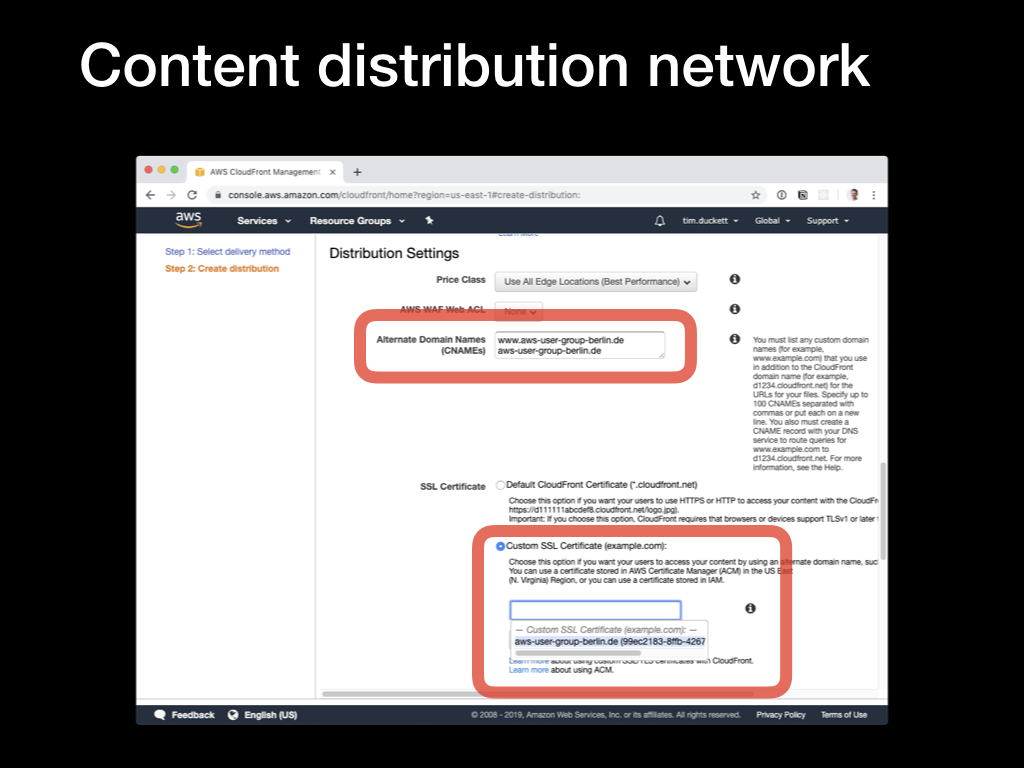 Content distribution network
AWS CloudFront Management
console.aws.amazon.com/cloudfront/home?region=us-east-1#create-distribution:
aws Services Resource Groups tim.duckett Global Support
Step 1: Select delivery method
Step 2: Create distribution
Learn More
Distribution Settings
Price Class Use All Edge Locations (Best Performance)
AWS WAF Web ACL None
Alternate Domain Names
(CNAMEs)
www.aws-user-group-berlin.de
aws-user-group-berlin.de
You must list any custom domain
names (for example,
www.example.com) that you use
in addition to the CloudFront
domain name (for example,
d1234.cloudfront.net) for the
URLs for your files. Specify up to
100 CNAMEs separated with
commas or put each on a new
line. You also must create a
CNAME record with your DNS
service to route queries for
www.example.com to
d1234.cloudfront.net. For more
information, see the Help.
SSL Certificate Default CloudFront Certificate (*.cloudfront.net)
Choose this option if you want your users to use HTTPS or HTTP to access your content with the CloudFr
https://d111111abcdef8.cloudfront.net/logo.jpg).
Important: If you choose this option, CloudFront requires that browsers or devices support TLSv1 or later
Custom SSL Certificate (example.com):
Choose this option if you want your users to access your content by using an alternate domain name, suc
You can use a certificate stored in AWS Certificate Manager (ACM) in the US East
(N. Virginia) Region, or you can use a certificate stored in IAM.
— Custom SSL Certificate (example.com): —
aws-user-group-berlin.de (99ec2183-8ffb-4267
Learn more about using custom SSL/TLS certificates with CloudFront.
Learn more about using ACM.
Feedback English (US) © 2008 - 2019, Amazon Web Services, Inc. or its affiliates. All rights reserved. Privacy Policy Terms of Use